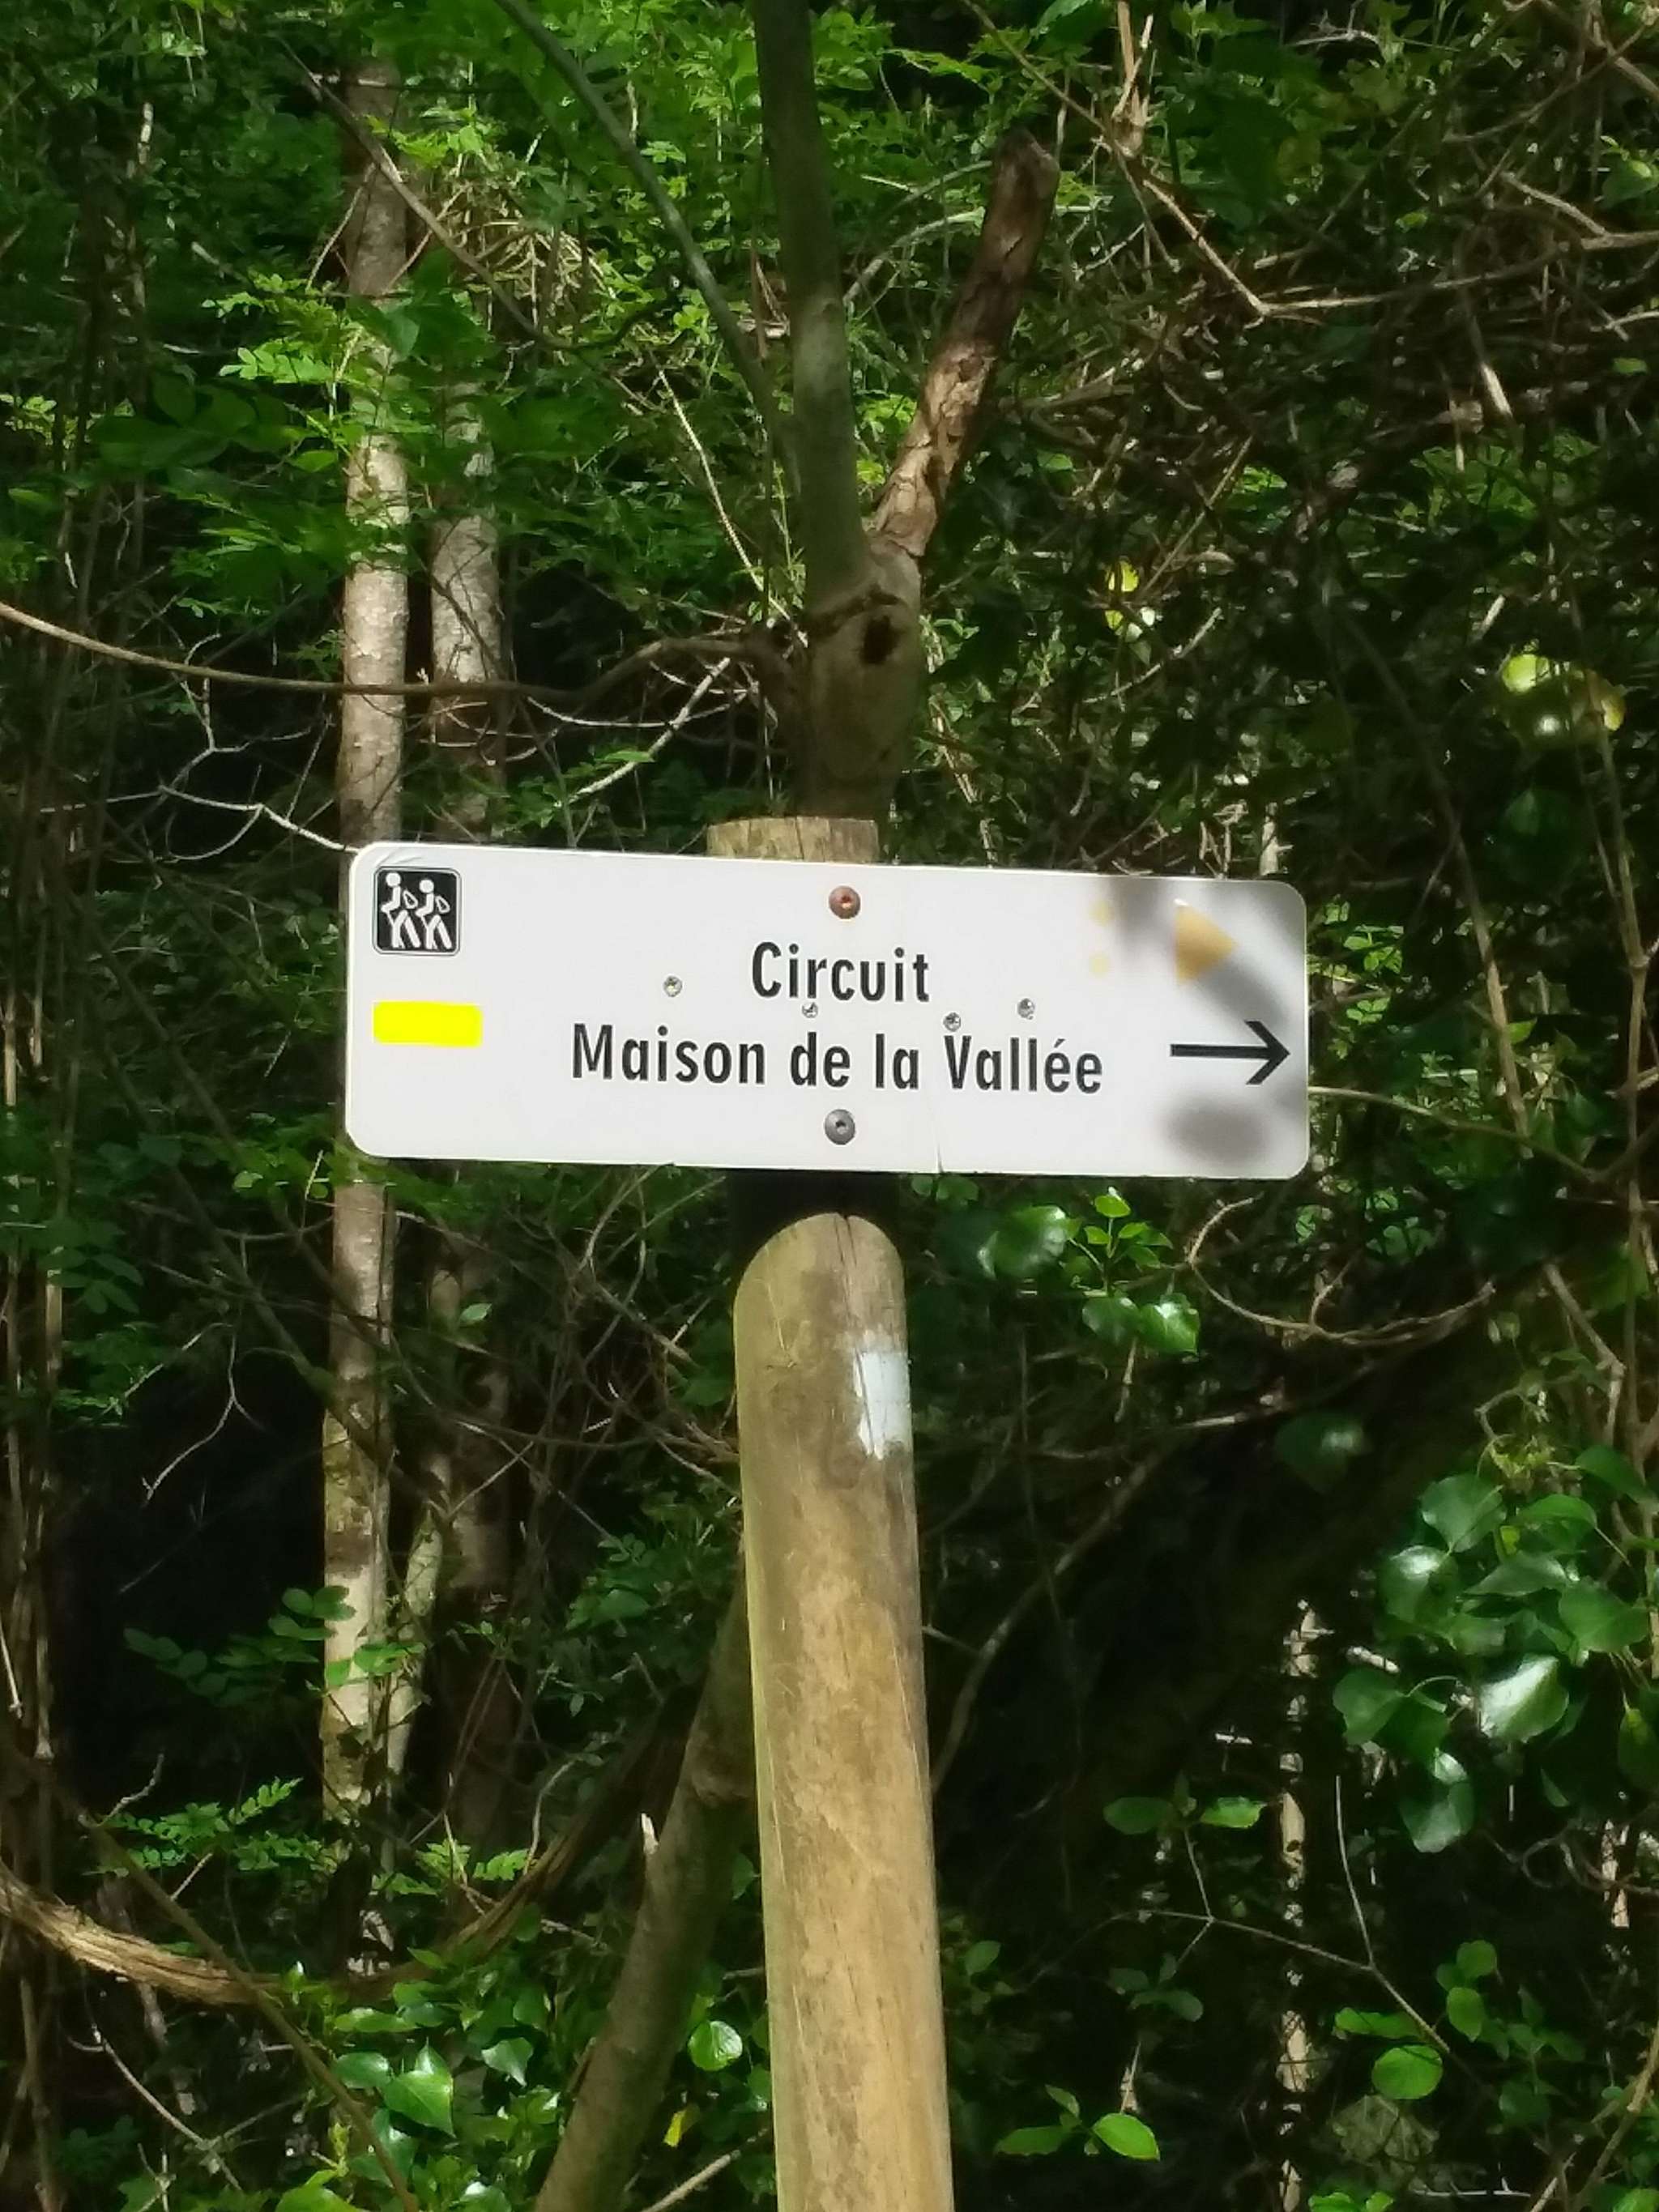 Circuit
Maison de la Vallée